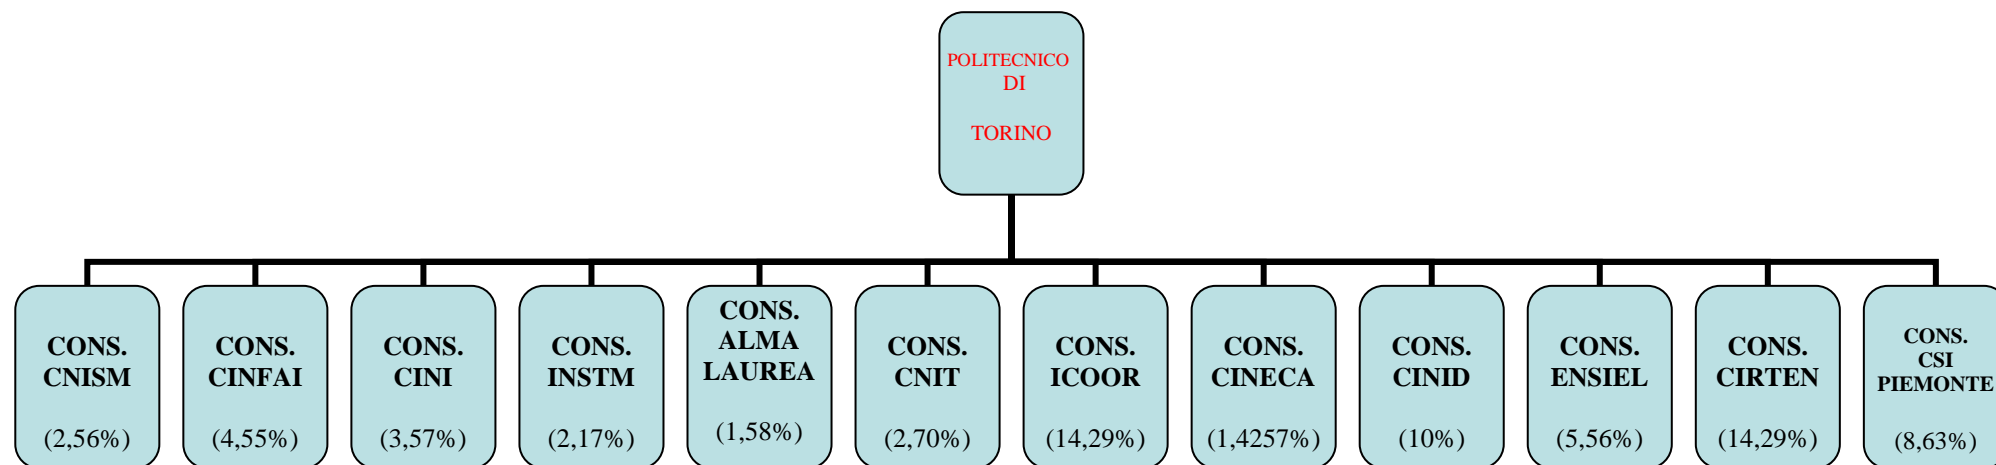 POLITECNICO
DI
TORINO
CONS.
CNISM
(2,56%)
CONS.
CINFAI
(4,55%)
CONS.
CINI
(3,57%)
CONS.
INSTM
(2,17%)
CONS.
ALMA
LAUREA
(1,58%)
CONS.
CNIT
(2,70%)
CONS.
ICOOR
(14,29%)
CONS.
CINECA
(1,4257%)
CONS.
CINID
(10%)
CONS.
ENSIEL
(5,56%)
CONS.
CIRTEN
(14,29%)
CONS.
CSI
PIEMONTE
(8,63%)